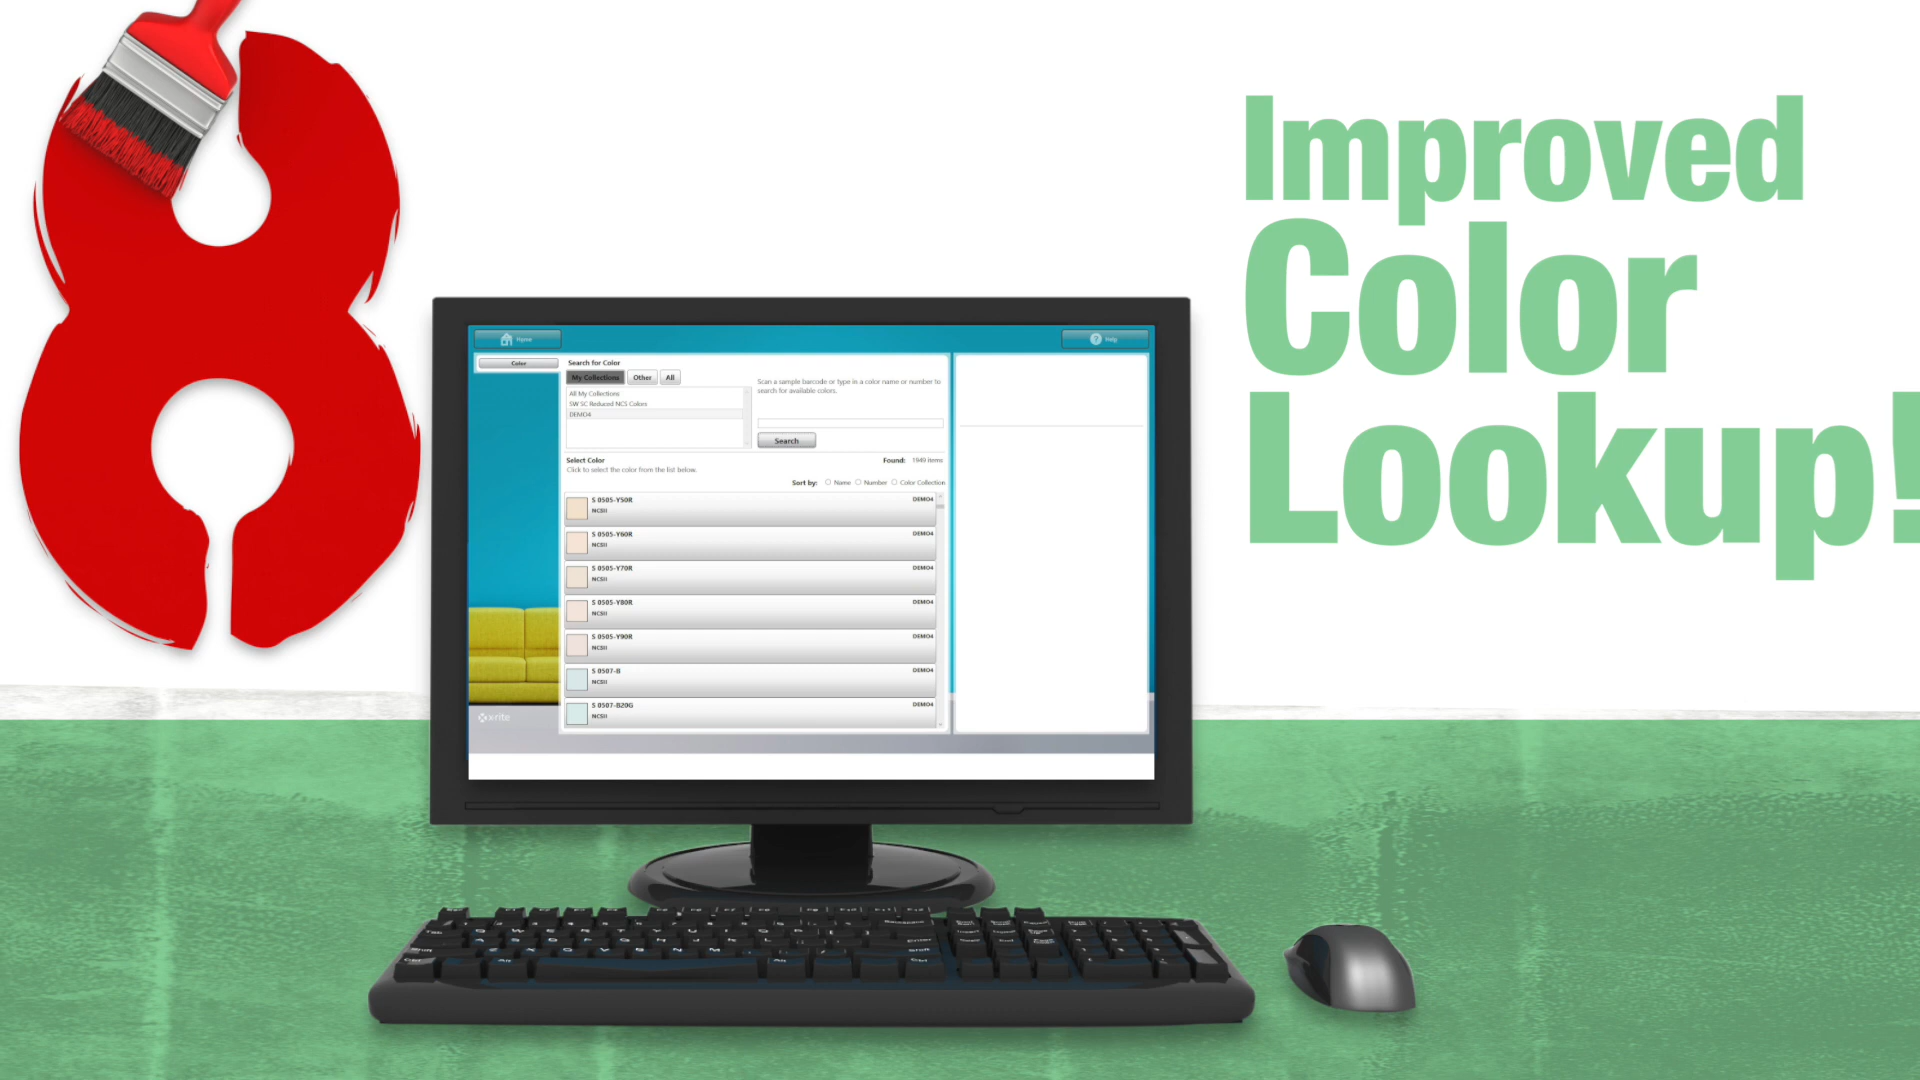 8
Improved
Color
Lookup!
Home
Help
Color
Search for Color
My Collections
Other
All
All My Collections
SW SC Reduced NCS Colors
DEMO4
Scan a sample barcode or type is a color name or number to
search for available colors.
Search
Select Color
Click to select the color from the list below.
Found: 1949 items
Sort by: Name Number Color Collection
S 0505-Y50R DEMO4
NCSII
S 0505-Y60R DEMO4
NCSII
S 0505-Y70R DEMO4
NCSII
S 0505-Y80R DEMO4
NCSII
S 0505-Y90R DEMO4
NCSII
S 0507-B DEMO4
NCSII
S 0507-B20G DEMO4
NCSII
x·rite